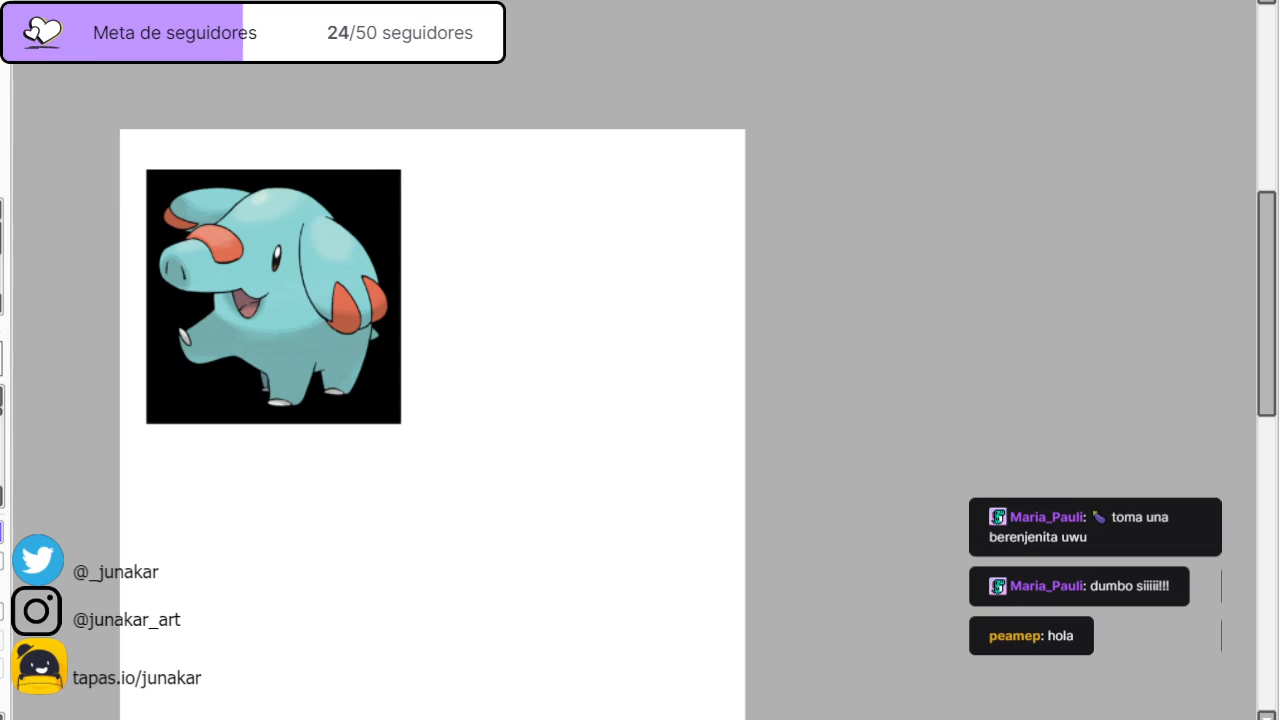 Meta de seguidores 24/50 seguidores
Maria_Pauli: 🍆 toma una
berenjenita uwu
@_junakar
Maria_Pauli: dumbo siiiii!!!
@junakar_art
peamep: hola
tapas.io/junakar